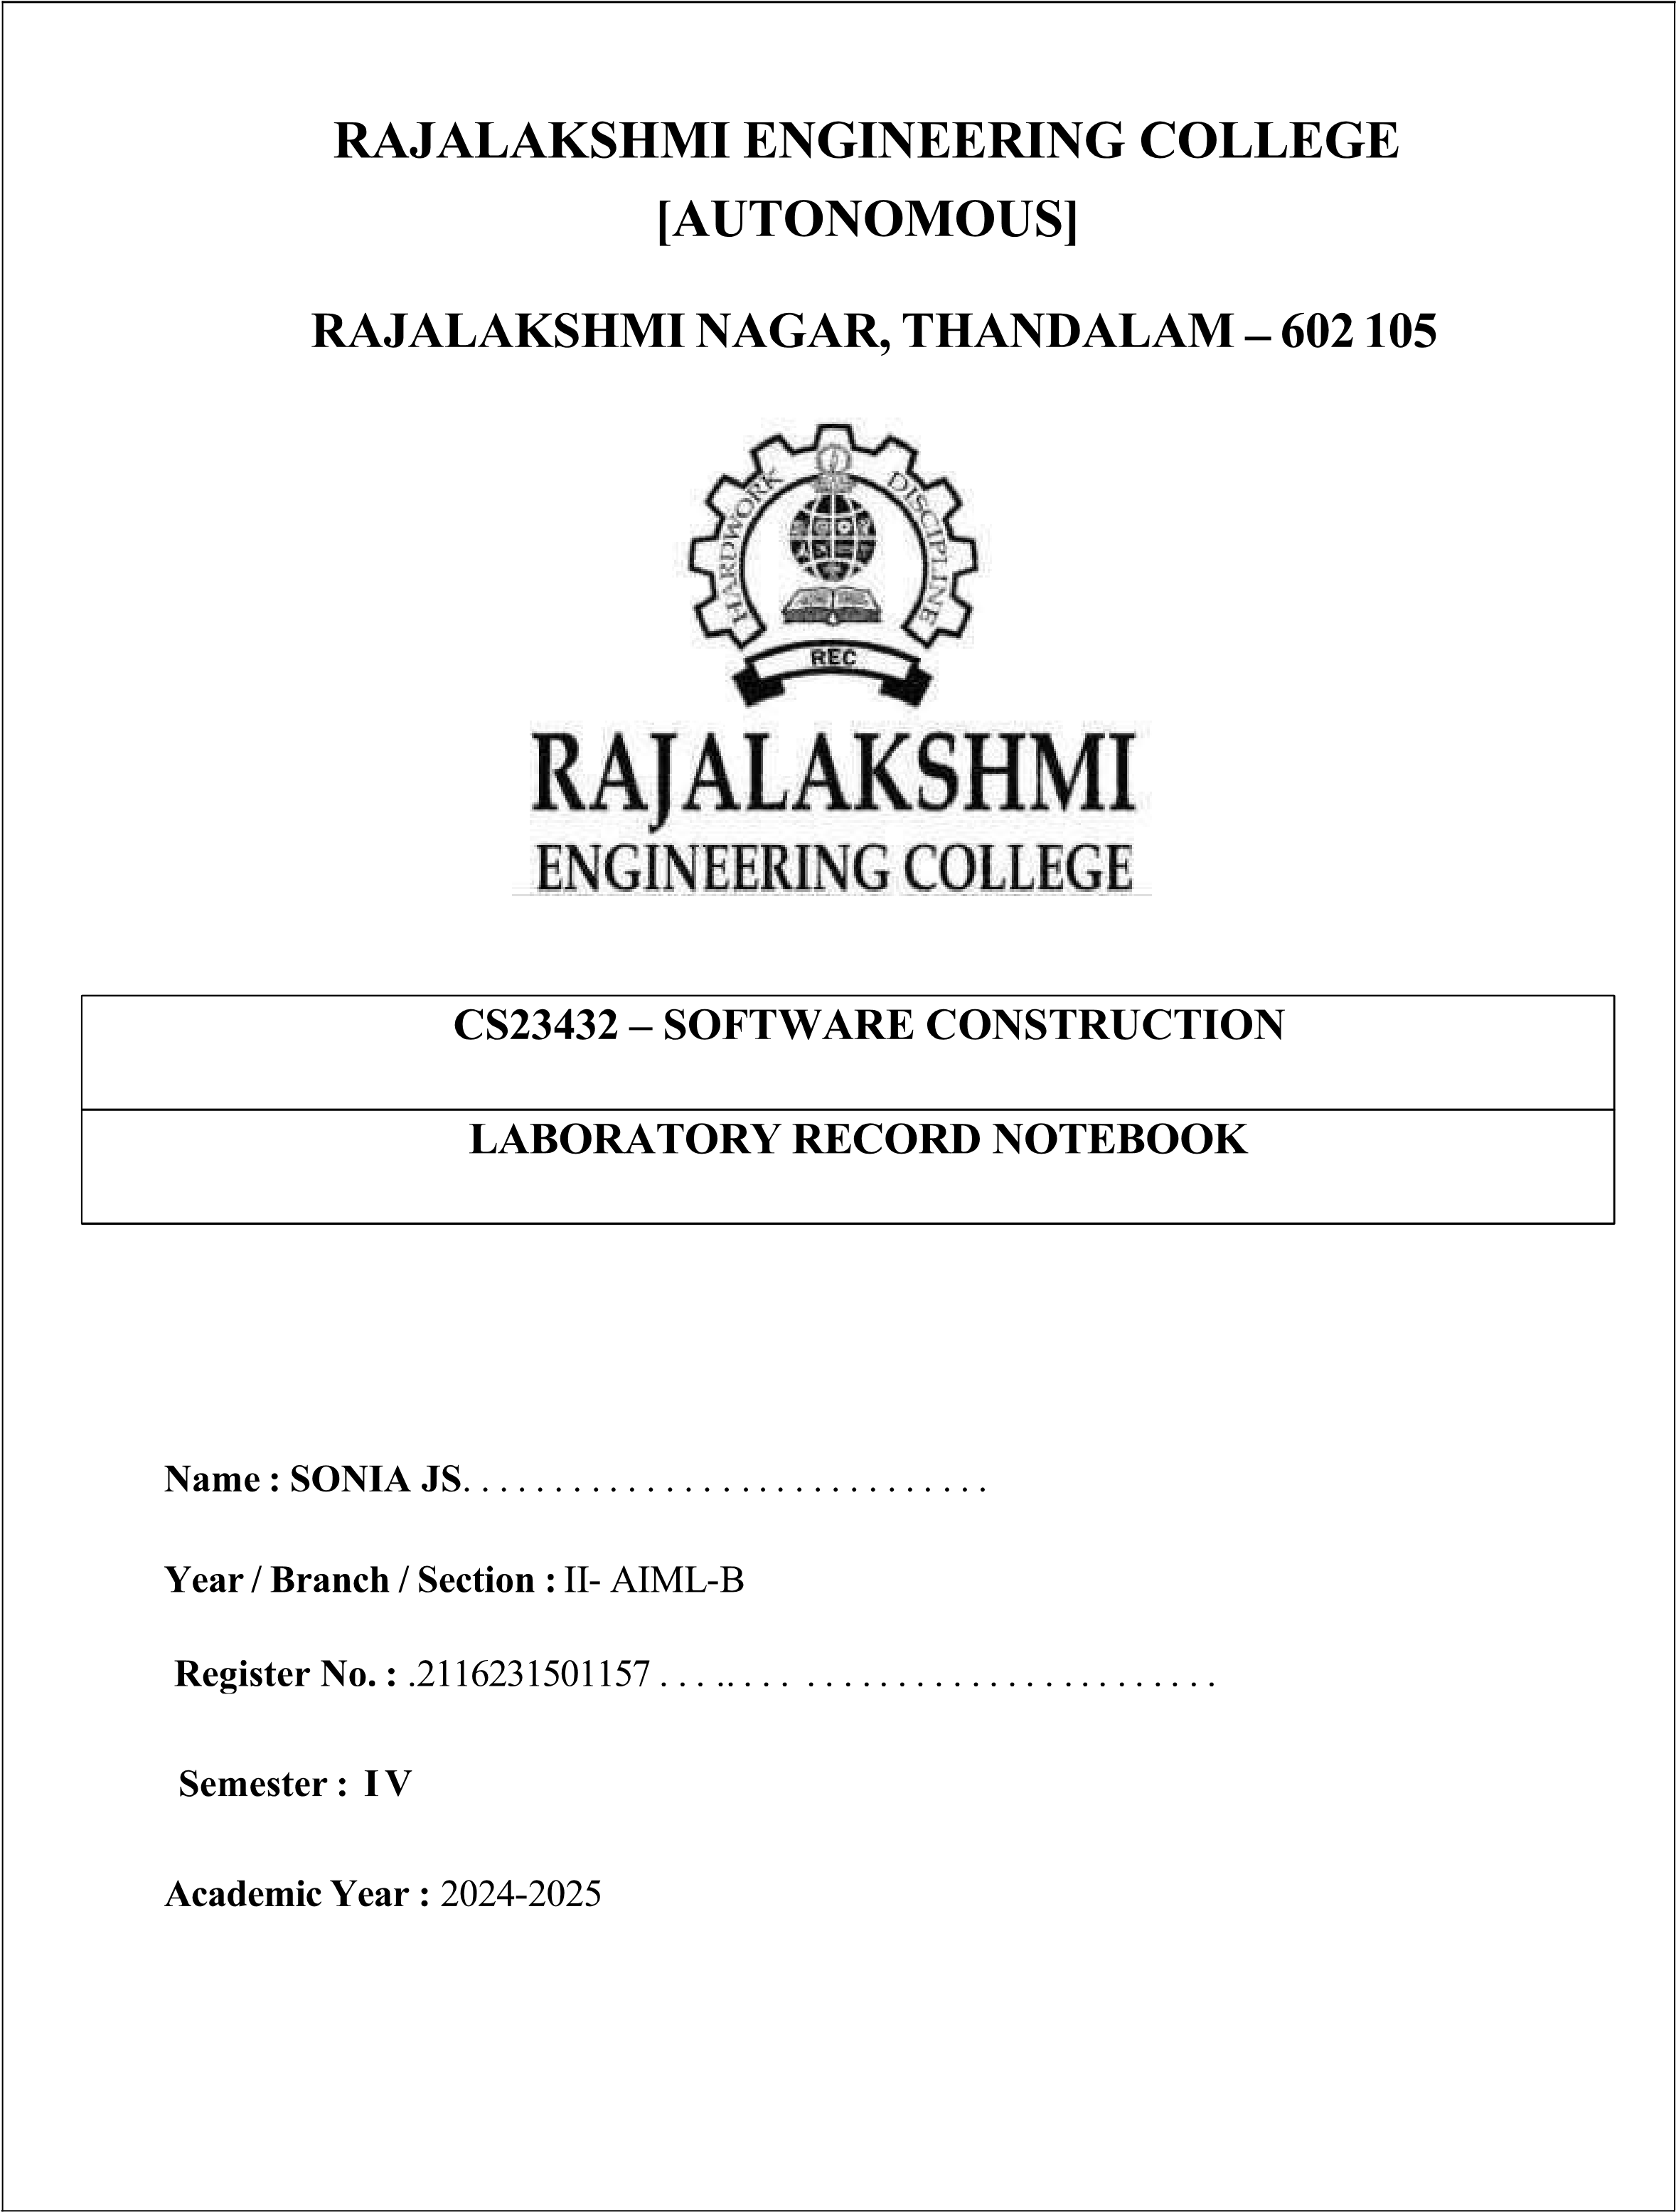 RAJALAKSHMI ENGINEERING COLLEGE
[AUTONOMOUS]
RAJALAKSHMI NAGAR, THANDALAM – 602 105
HARDWORK DISCIPLINE
REC
RAJALAKSHMI
ENGINEERING COLLEGE
CS23432 – SOFTWARE CONSTRUCTION
LABORATORY RECORD NOTEBOOK
Name : SONIA JS. . . . . . . . . . . . . . . . . . . . . . . . . . . . .
Year / Branch / Section : II- AIML-B
Register No. : .2116231501157 . . . .. . . . . . . . . . . . . . . . . . . . . . . . . .
Semester : IV
Academic Year : 2024-2025